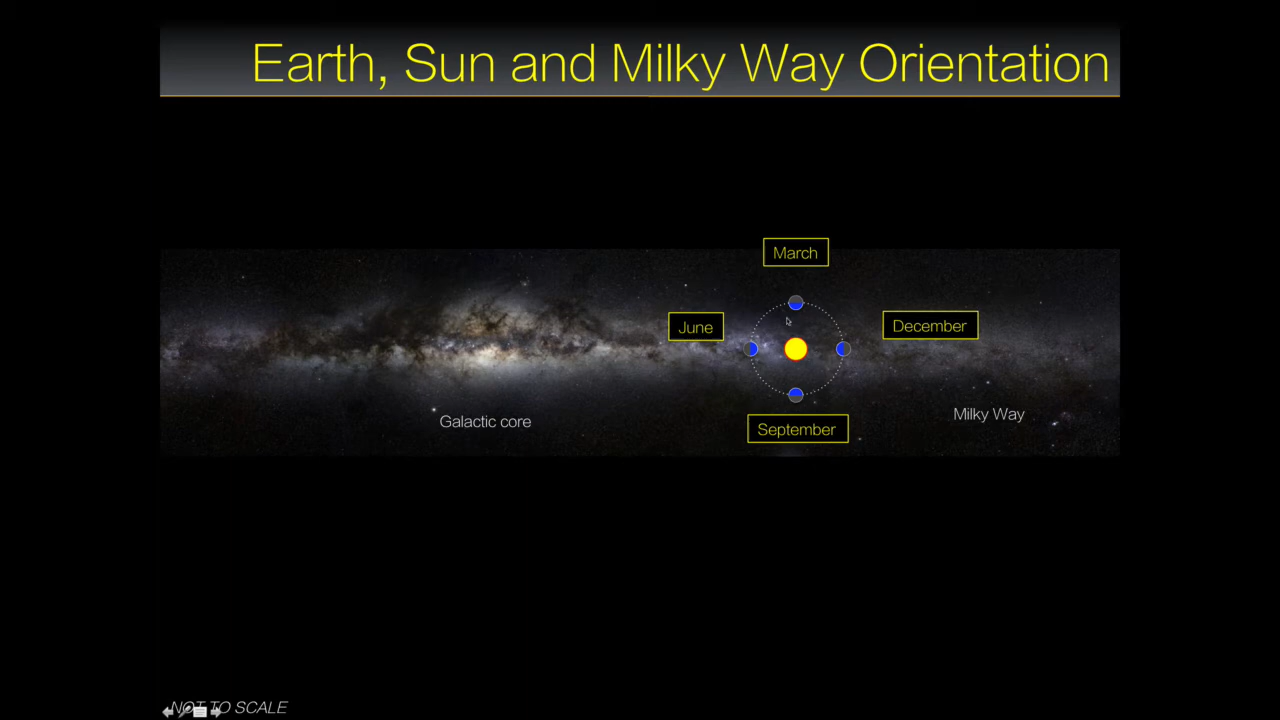 Earth, Sun and Milky Way Orientation
March
June
December
Galactic core
September
Milky Way
NOT TO SCALE